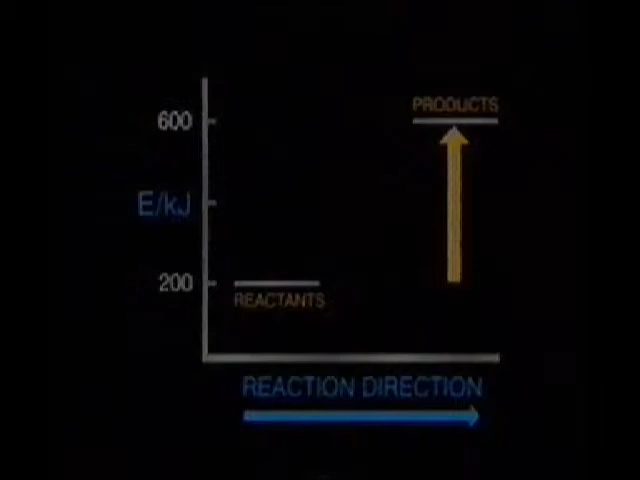 PRODUCTS
600
E/kJ
200
REACTANTS
REACTION DIRECTION